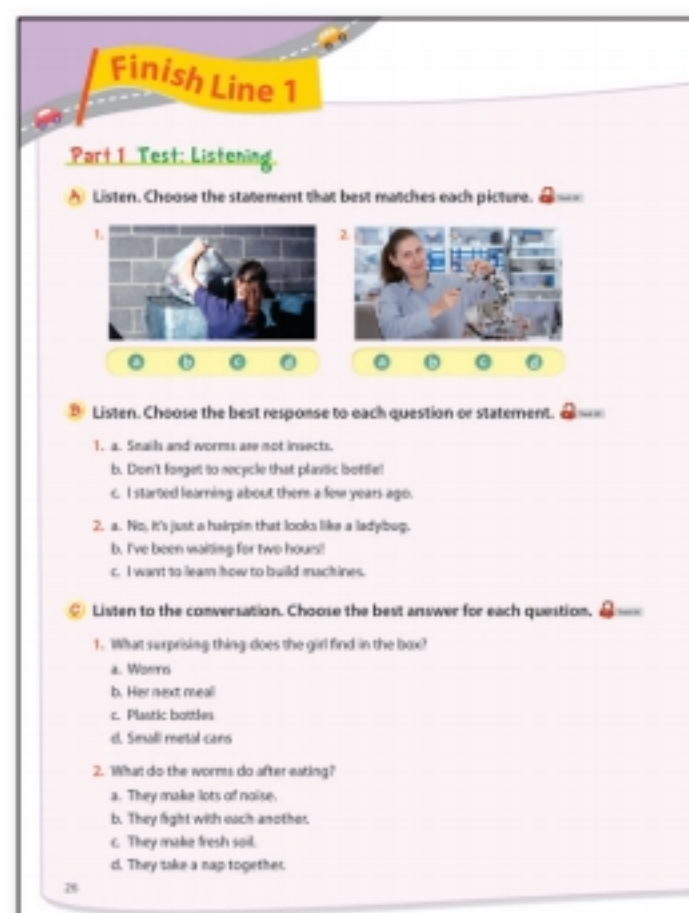 Finish Line 1
Part 1 Test: Listening
A Listen. Choose the statement that best matches each picture.
1. 2.
a b c d a b c d
B Listen. Choose the best response to each question or statement.
1. a. Snails and worms are not insects.
b. Don't forget to recycle that plastic bottle!
c. I started learning about them a few years ago.
2. a. No, it's just a hairpin that looks like a ladybug.
b. I've been waiting for two hours!
c. I want to learn how to build machines.
C Listen to the conversation. Choose the best answer for each question.
1. What surprising thing does the girl find in the box?
a. Worms
b. Her next meal
c. Plastic bottles
d. Small metal cans
2. What do the worms do after eating?
a. They make lots of noise.
b. They fight with each another.
c. They make fresh soil.
d. They take a nap together.
26